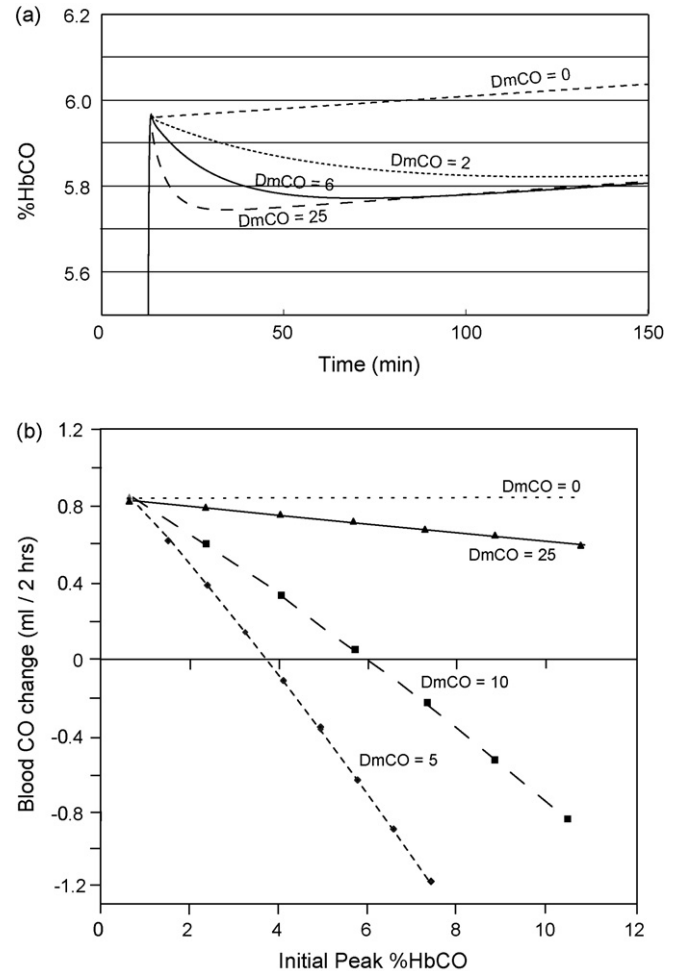 (a)
6.2
6.0
5.8
5.6
%HbCO
DmCO = 0
DmCO = 2
DmCO = 6
DmCO = 25
0
50
100
150
Time (min)
(b)
1.2
0.8
0.4
0
-0.4
-0.8
-1.2
Blood CO change (ml / 2 hrs)
DmCO = 0
DmCO = 25
DmCO = 10
DmCO = 5
0
2
4
6
8
10
12
Initial Peak %HbCO